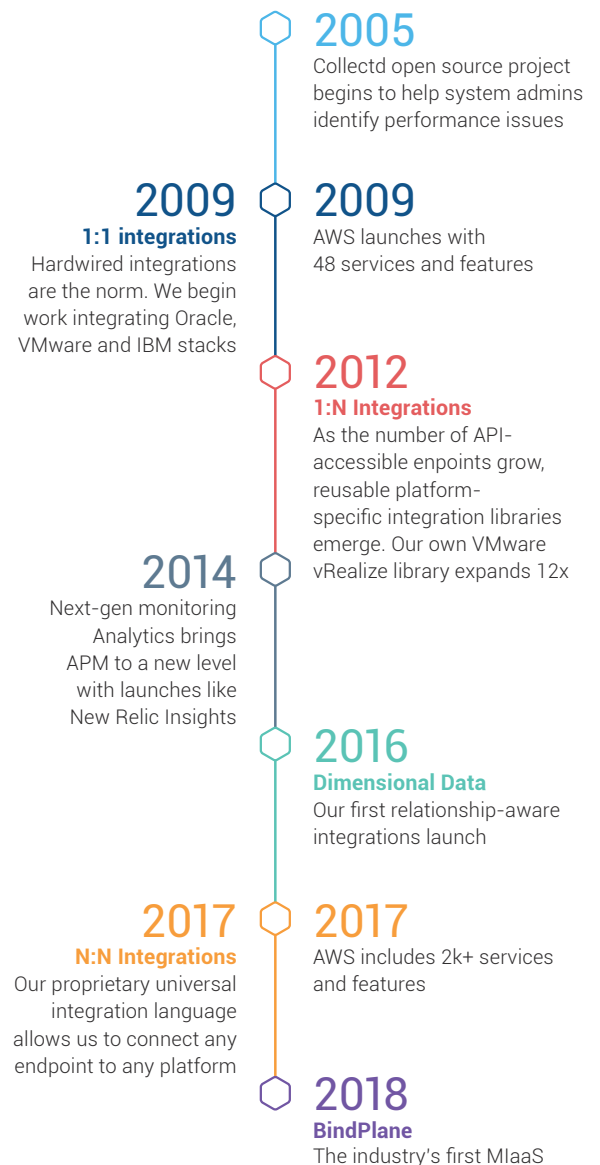 2005
Collectd open source project
begins to help system admins
identify performance issues
2009
1:1 integrations
Hardwired integrations
are the norm. We begin
work integrating Oracle,
VMware and IBM stacks
2009
AWS launches with
48 services and features
2012
1:N Integrations
As the number of API-
accessible enpoints grow,
reusable platform-
specific integration libraries
emerge. Our own VMware
vRealize library expands 12x
2014
Next-gen monitoring
Analytics brings
APM to a new level
with launches like
New Relic Insights
2016
Dimensional Data
Our first relationship-aware
integrations launch
2017
N:N Integrations
Our proprietary universal
integration language
allows us to connect any
endpoint to any platform
2017
AWS includes 2k+ services
and features
2018
BindPlane
The industry's first MIaaS